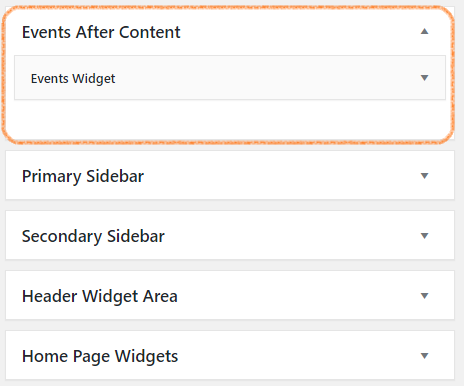 Events After Content
Events Widget
Primary Sidebar
Secondary Sidebar
Header Widget Area
Home Page Widgets